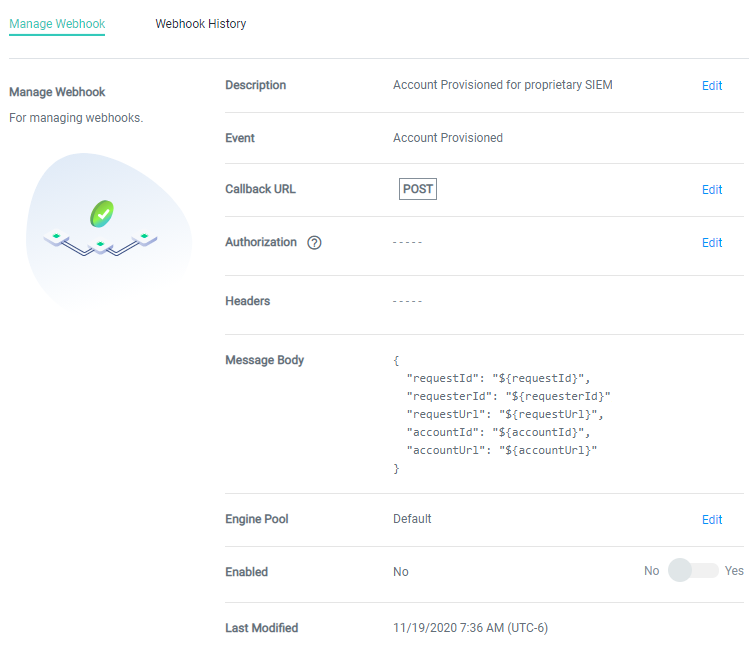 Manage Webhook Webhook History
Manage Webhook
For managing webhooks.
Description Account Provisioned for proprietary SIEM Edit
Event Account Provisioned
Callback URL POST Edit
Authorization ? - - - - - Edit
Headers - - - - -
Message Body {
"requestId": "${requestId}",
"requesterId": "${requesterId}"
"requestUrl": "${requestUrl}",
"accountId": "${accountId}",
"accountUrl": "${accountUrl}"
}
Engine Pool Default Edit
Enabled No No Yes
Last Modified 11/19/2020 7:36 AM (UTC-6)